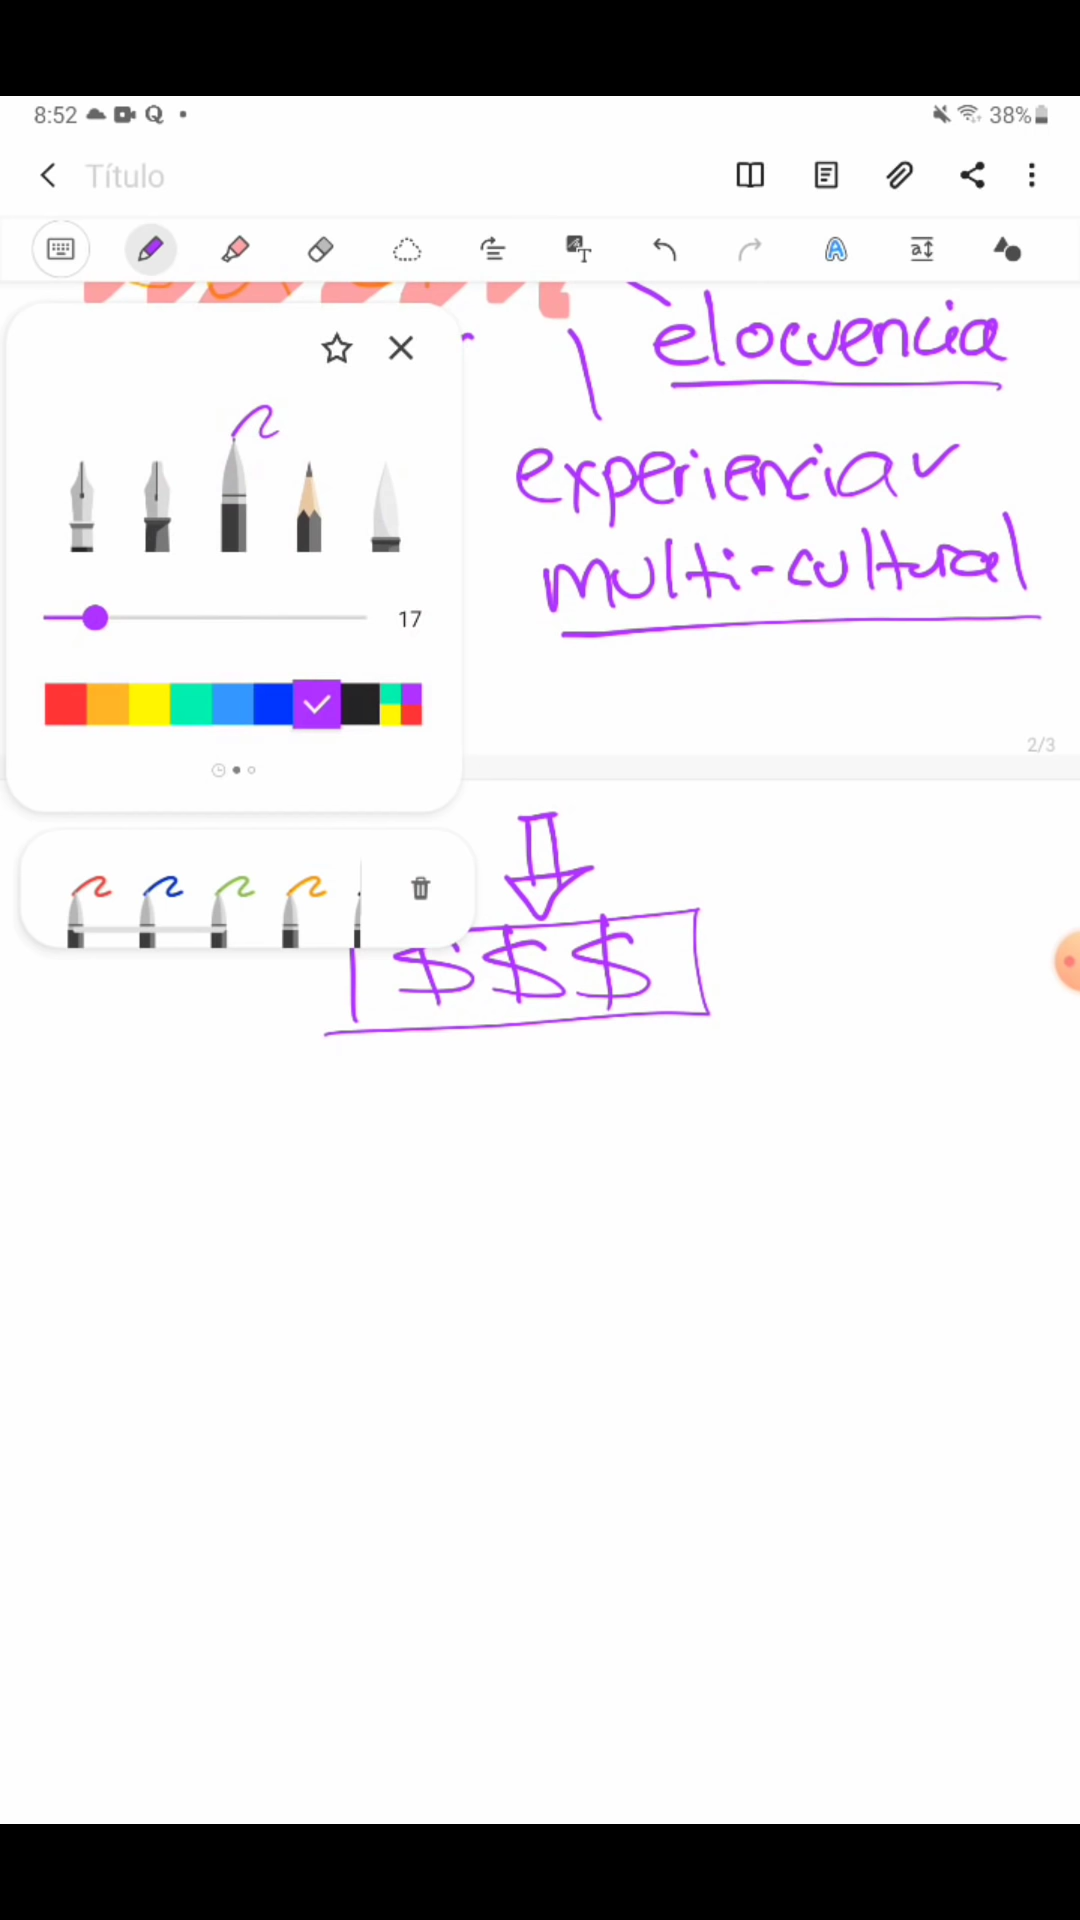 8:52
38%
Título
elocuencia
experiencia
multi-cultural
17
2/3
$$$